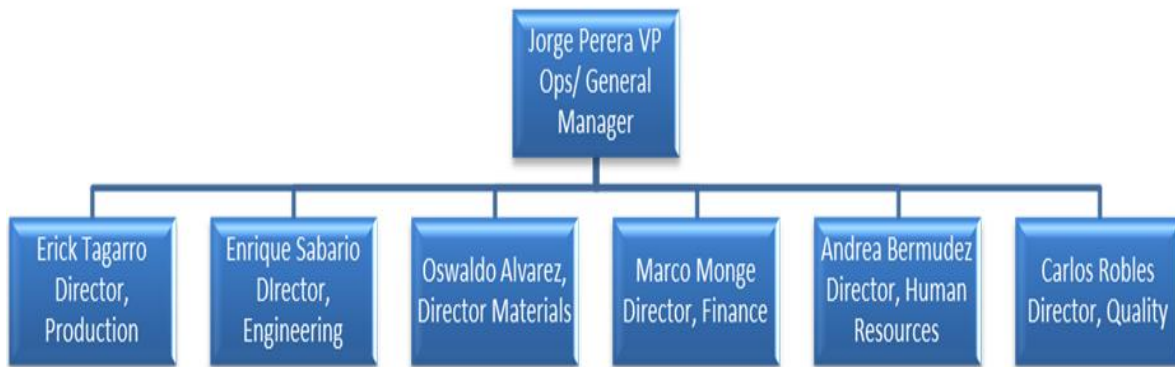 Jorge Perera VP
Ops/ General
Manager
Erick Tagarro
Director,
Production
Enrique Sabario
DIrector,
Engineering
Oswaldo Alvarez,
Director Materials
Marco Monge
Director, Finance
Andrea Bermudez
Director, Human
Resources
Carlos Robles
Director, Quality